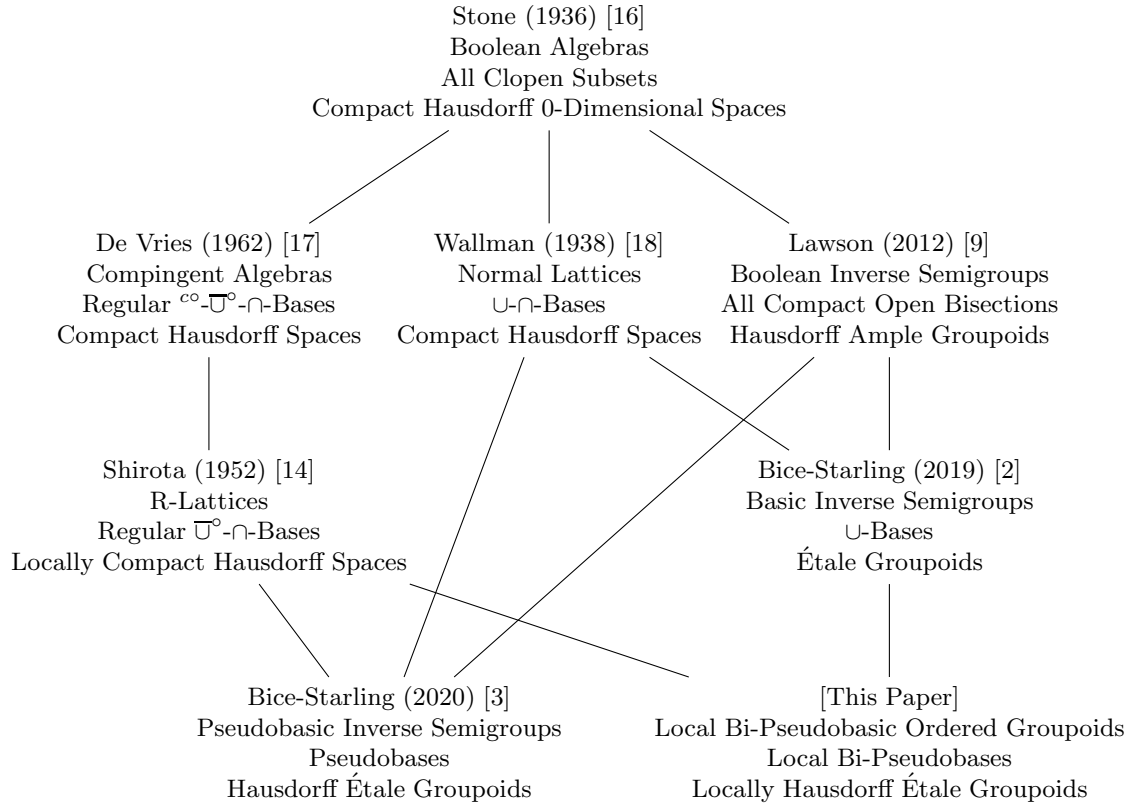 Stone (1936) [16]
Boolean Algebras
All Clopen Subsets
Compact Hausdorff 0-Dimensional Spaces
De Vries (1962) [17]
Compingent Algebras
Regular ᶜ°-∪̅°-∩-Bases
Compact Hausdorff Spaces
Wallman (1938) [18]
Normal Lattices
∪-∩-Bases
Compact Hausdorff Spaces
Lawson (2012) [9]
Boolean Inverse Semigroups
All Compact Open Bisections
Hausdorff Ample Groupoids
Shirota (1952) [14]
R-Lattices
Regular ∪̅°-∩-Bases
Locally Compact Hausdorff Spaces
Bice-Starling (2019) [2]
Basic Inverse Semigroups
∪-Bases
Étale Groupoids
Bice-Starling (2020) [3]
Pseudobasic Inverse Semigroups
Pseudobases
Hausdorff Étale Groupoids
[This Paper]
Local Bi-Pseudobasic Ordered Groupoids
Local Bi-Pseudobases
Locally Hausdorff Étale Groupoids